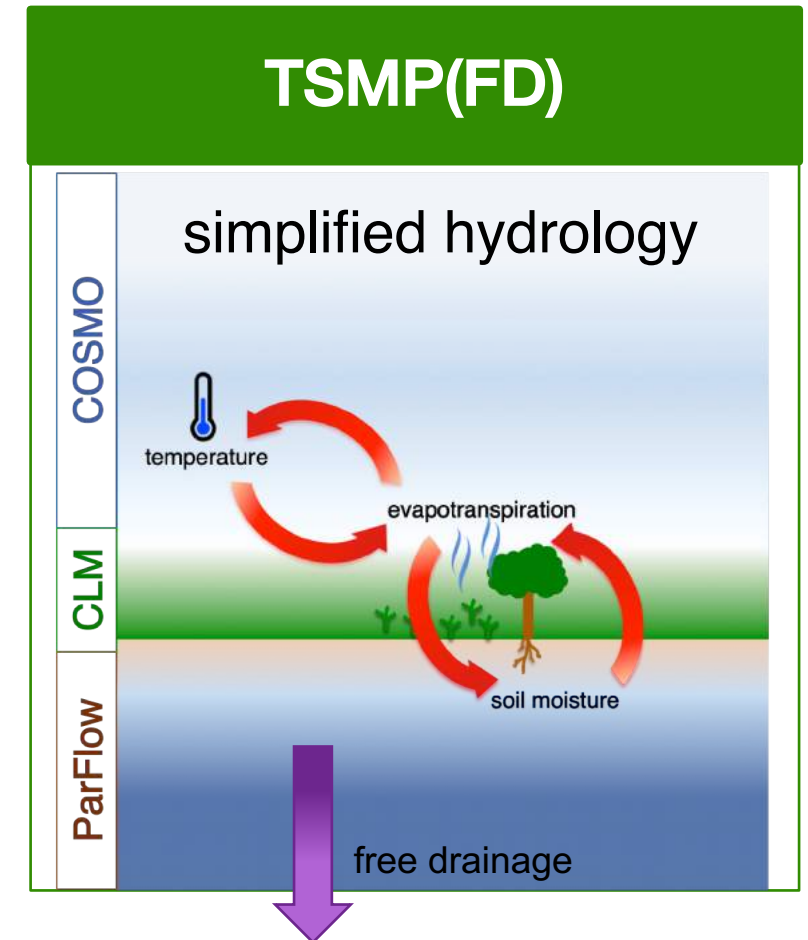 TSMP(FD)
simplified hydrology
COSMO
temperature
evapotranspiration
CLM
soil moisture
ParFlow
free drainage